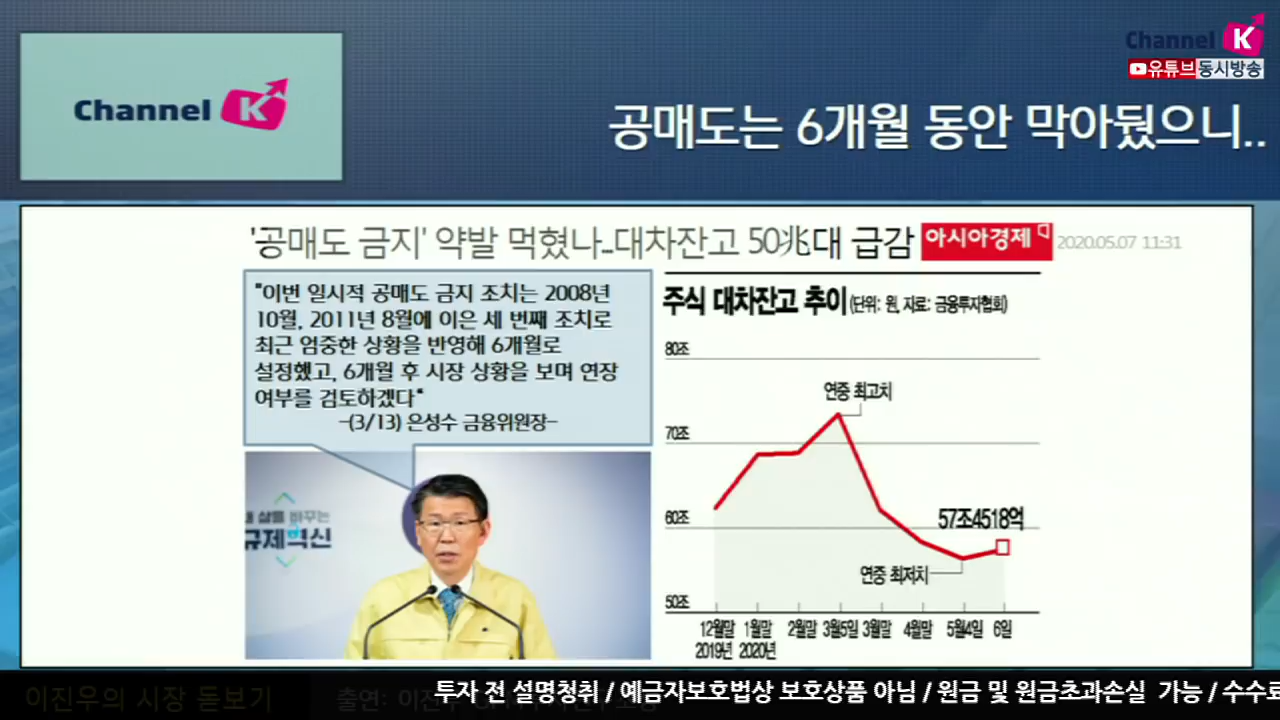 Channel K
유튜브 동시방송
Channel K
공매도는 6개월 동안 막아뒀으니..
'공매도 금지' 약발 먹혔나...대차잔고 50兆대 급감 아시아경제 2020.05.07 11:31
"이번 일시적 공매도 금지 조치는 2008년
10월, 2011년 8월에 이은 세 번째 조치로
최근 엄중한 상황을 반영해 6개월로
설정했고, 6개월 후 시장 상황을 보며 연장
여부를 검토하겠다"
-(3/13) 은성수 금융위원장-
삶을 바꾸는
규제혁신
주식 대차잔고 추이 (단위: 원, 자료: 금융투자협회)
80조
연중 최고치
70조
60조
57조4518억
연중 최저치
50조
12월말 1월말 2월말 3월5일 3월말 4월말 5월4일 6일
2019년 2020년
이진우의 시장 돋보기
출연: 이진우
투자 전 설명청취 / 예금자보호법상 보호상품 아님 / 원금 및 원금초과손실 가능 / 수수료